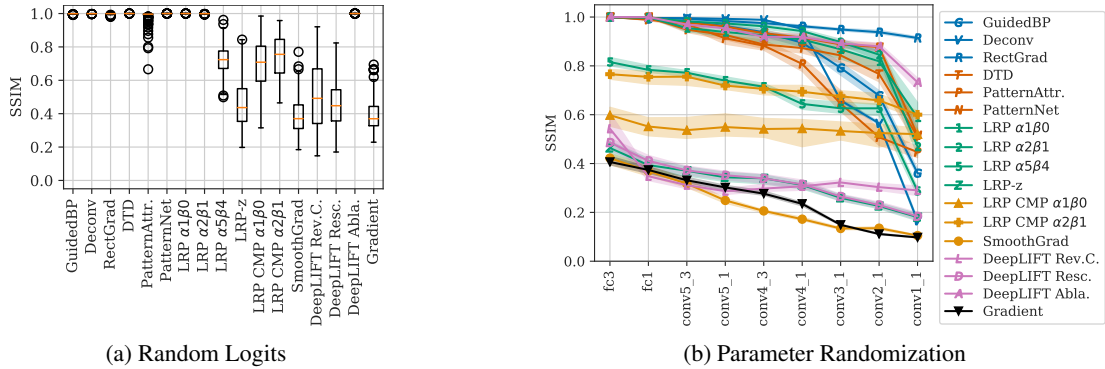 SSIM
1.0
0.8
0.6
0.4
0.2
0.0
GuidedBP
Deconv
RectGrad
DTD
PatternAttr.
PatternNet
LRP α1β0
LRP α2β1
LRP α5β4
LRP-z
LRP CMP α1β0
LRP CMP α2β1
SmoothGrad
DeepLIFT Rev.C.
DeepLIFT Resc.
DeepLIFT Abla.
Gradient
(a) Random Logits
SSIM
1.0
0.8
0.6
0.4
0.2
0.0
fc3
fc1
conv5_3
conv5_1
conv4_3
conv4_1
conv3_1
conv2_1
conv1_1
GuidedBP
Deconv
RectGrad
DTD
PatternAttr.
PatternNet
LRP α1β0
LRP α2β1
LRP α5β4
LRP-z
LRP CMP α1β0
LRP CMP α2β1
SmoothGrad
DeepLIFT Rev.C.
DeepLIFT Resc.
DeepLIFT Abla.
Gradient
(b) Parameter Randomization